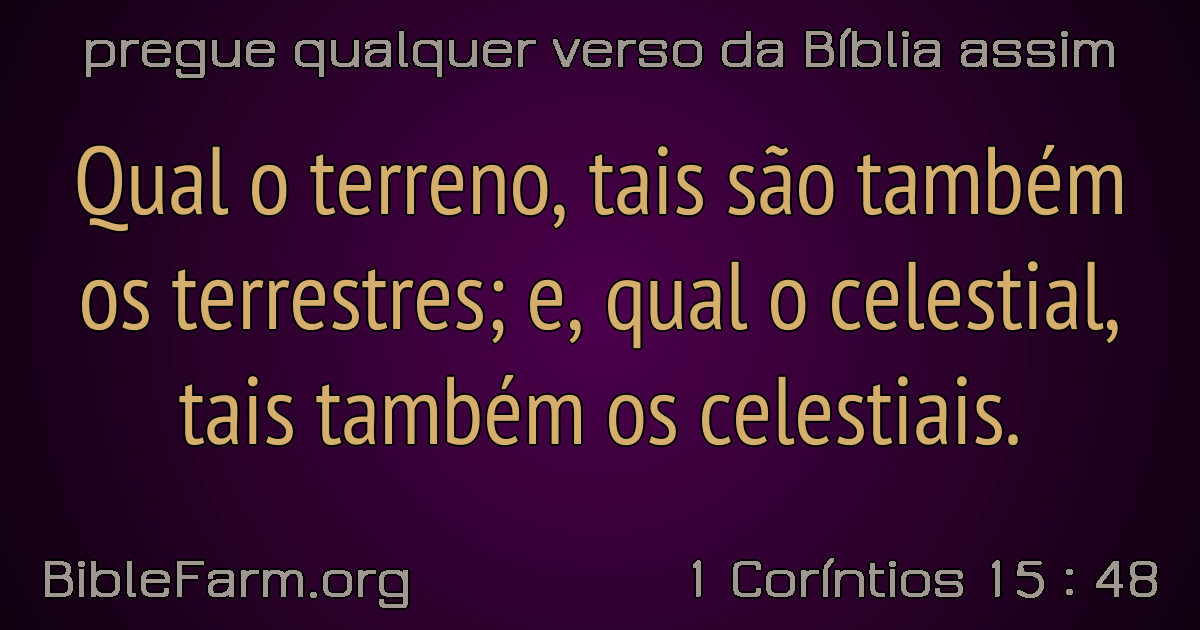 pregue qualquer verso da Bíblia assim
Qual o terreno, tais são também
os terrestres; e, qual o celestial,
tais também os celestiais.
BibleFarm.org
1 Coríntios 15 : 48